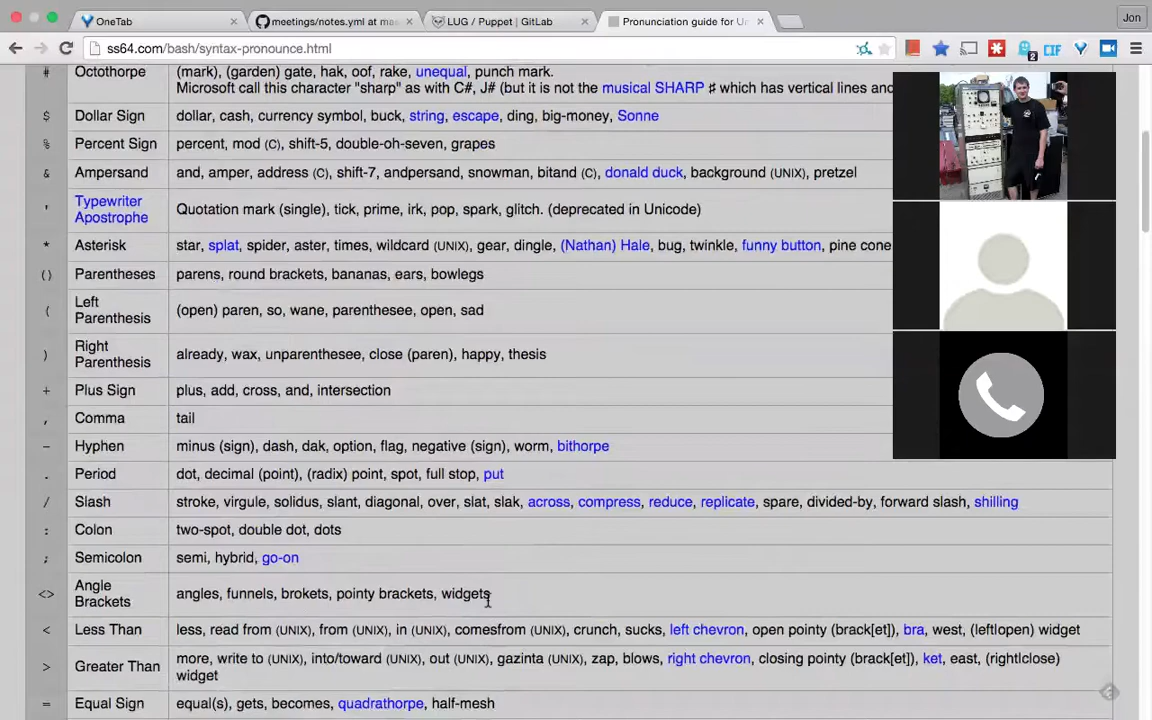 OneTab
meetings/notes.yml at mas
LUG / Puppet | GitLab
Pronunciation guide for Un
Jon
ss64.com/bash/syntax-pronounce.html
2
CIF
# Octothorpe (mark), (garden) gate, hak, oof, rake, unequal, punch mark.
Microsoft call this character "sharp" as with C#, J# (but it is not the musical SHARP ♯ which has vertical lines and
$ Dollar Sign dollar, cash, currency symbol, buck, string, escape, ding, big-money, Sonne
% Percent Sign percent, mod (C), shift-5, double-oh-seven, grapes
& Ampersand and, amper, address (C), shift-7, andpersand, snowman, bitand (C), donald duck, background (UNIX), pretzel
' Typewriter Apostrophe Quotation mark (single), tick, prime, irk, pop, spark, glitch. (deprecated in Unicode)
* Asterisk star, splat, spider, aster, times, wildcard (UNIX), gear, dingle, (Nathan) Hale, bug, twinkle, funny button, pine cone
() Parentheses parens, round brackets, bananas, ears, bowlegs
( Left Parenthesis (open) paren, so, wane, parenthesee, open, sad
) Right Parenthesis already, wax, unparenthesee, close (paren), happy, thesis
+ Plus Sign plus, add, cross, and, intersection
, Comma tail
- Hyphen minus (sign), dash, dak, option, flag, negative (sign), worm, bithorpe
. Period dot, decimal (point), (radix) point, spot, full stop, put
/ Slash stroke, virgule, solidus, slant, diagonal, over, slat, slak, across, compress, reduce, replicate, spare, divided-by, forward slash, shilling
: Colon two-spot, double dot, dots
; Semicolon semi, hybrid, go-on
<> Angle Brackets angles, funnels, brokets, pointy brackets, widgets
< Less Than less, read from (UNIX), from (UNIX), in (UNIX), comesfrom (UNIX), crunch, sucks, left chevron, open pointy (brack[et]), bra, west, (left|open) widget
> Greater Than more, write to (UNIX), into/toward (UNIX), out (UNIX), gazinta (UNIX), zap, blows, right chevron, closing pointy (brack[et]), ket, east, (right|close)
widget
= Equal Sign equal(s), gets, becomes, quadrathorpe, half-mesh